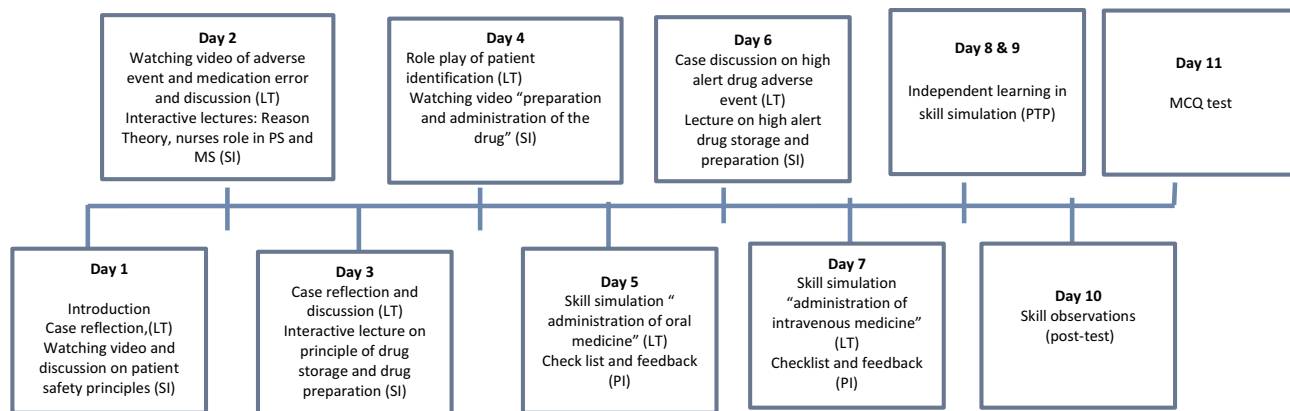 Day 2
Watching video of adverse
event and medication error
and discussion (LT)
Interactive lectures: Reason
Theory, nurses role in PS and
MS (SI)
Day 4
Role play of patient
identification (LT)
Watching video “preparation
and administration of the
drug” (SI)
Day 6
Case discussion on high
alert drug adverse
event (LT)
Lecture on high alert
drug storage and
preparation (SI)
Day 8 & 9
Independent learning in
skill simulation (PTP)
Day 11
MCQ test
Day 1
Introduction
Case reflection,(LT)
Watching video and
discussion on patient
safety principles (SI)
Day 3
Case reflection and
discussion (LT)
Interactive lecture on
principle of drug
storage and drug
preparation (SI)
Day 5
Skill simulation “
administration of oral
medicine” (LT)
Check list and feedback
(PI)
Day 7
Skill simulation
“administration of
intravenous medicine”
(LT)
Checklist and feedback
(PI)
Day 10
Skill observations
(post-test)